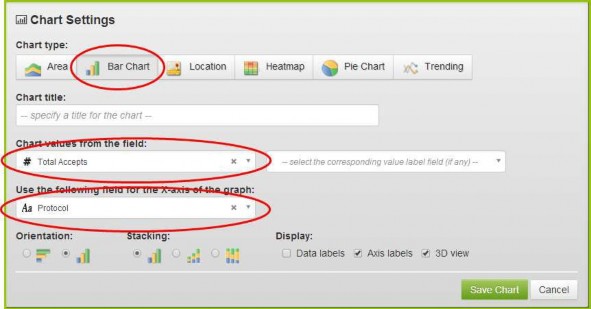 Chart Settings
Chart type:
Area Bar Chart Location Heatmap Pie Chart Trending
Chart title:
-- specify a title for the chart --
Chart values from the field:
# Total Accepts × -- select the corresponding value label field (if any) --
Use the following field for the X-axis of the graph:
Aa Protocol ×
Orientation: Stacking: Display:
Data labels Axis labels 3D view
Save Chart Cancel